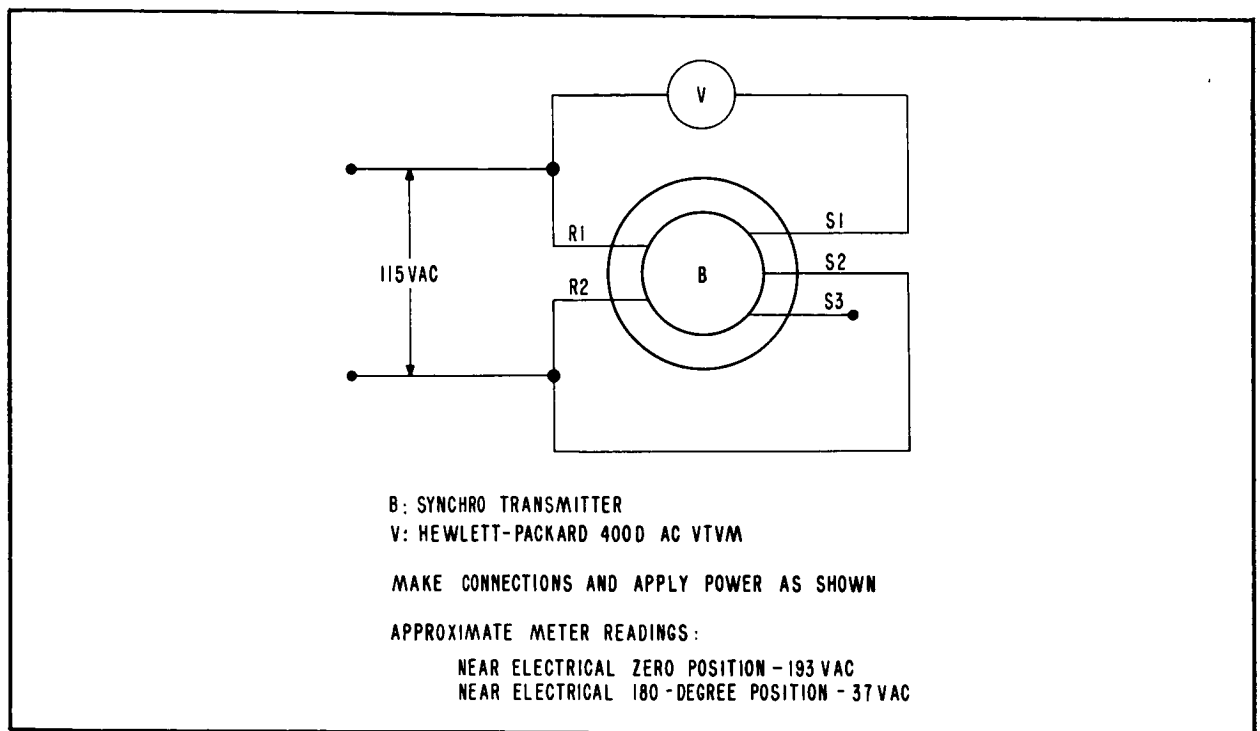 V
R1
S1
S2
115VAC
B
R2
S3
B: SYNCHRO TRANSMITTER
V: HEWLETT-PACKARD 400D AC VTVM
MAKE CONNECTIONS AND APPLY POWER AS SHOWN
APPROXIMATE METER READINGS:
NEAR ELECTRICAL ZERO POSITION - 193 VAC
NEAR ELECTRICAL 180-DEGREE POSITION - 37 VAC